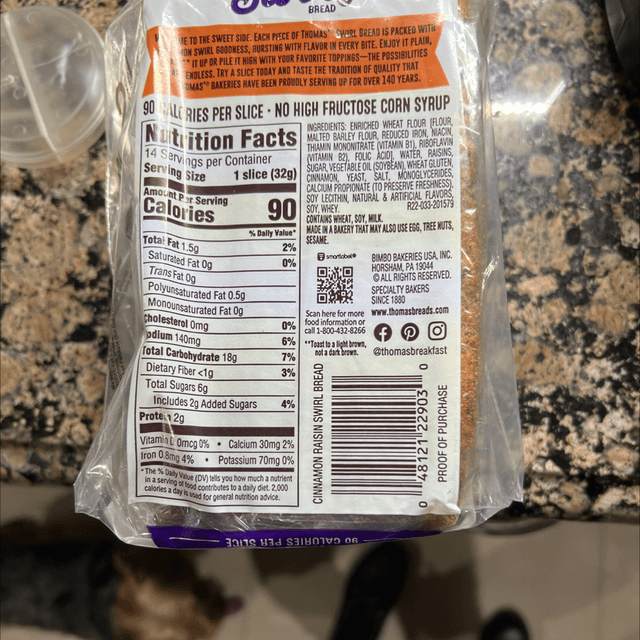 Swirl
BREAD
TO THE SWEET SIDE. EACH PIECE OF THOMAS' SWIRL BREAD IS PACKED WITH
SWIRL GOODNESS, BURSTING WITH FLAVOR IN EVERY BITE. ENJOY IT PLAIN,
** IT UP OR PILE IT HIGH WITH YOUR FAVORITE TOPPINGS—THE POSSIBILITIES
ENDLESS. TRY A SLICE TODAY AND TASTE THE TRADITION OF QUALITY THAT
BAKERIES HAVE BEEN PROUDLY SERVING UP FOR OVER 140 YEARS.
90 CALORIES PER SLICE • NO HIGH FRUCTOSE CORN SYRUP
Nutrition Facts
14 Servings per Container
Serving Size 1 slice (32g)
Amount Per Serving
Calories 90
% Daily Value*
Total Fat 1.5g 2%
Saturated Fat 0g 0%
Trans Fat 0g
Polyunsaturated Fat 0.5g
Monounsaturated Fat 0g
Cholesterol 0mg 0%
Sodium 140mg 6%
Total Carbohydrate 18g 7%
Dietary Fiber <1g 3%
Total Sugars 6g
Includes 2g Added Sugars 4%
Protein 2g
Vitamin D 0mcg 0% • Calcium 30mg 2%
Iron 0.8mg 4% • Potassium 70mg 0%
*The % Daily Value (DV) tells you how much a nutrient
in a serving of food contributes to a daily diet. 2,000
calories a day is used for general nutrition advice.
INGREDIENTS: ENRICHED WHEAT FLOUR [FLOUR,
MALTED BARLEY FLOUR, REDUCED IRON, NIACIN,
THIAMIN MONONITRATE (VITAMIN B1), RIBOFLAVIN
(VITAMIN B2), FOLIC ACID], WATER, RAISINS,
SUGAR, VEGETABLE OIL (SOYBEAN), WHEAT GLUTEN,
CINNAMON, YEAST, SALT, MONOGLYCERIDES,
CALCIUM PROPIONATE (TO PRESERVE FRESHNESS),
SOY LECITHIN, NATURAL & ARTIFICIAL FLAVORS,
SOY, WHEY. R22-033-201579
CONTAINS WHEAT, SOY, MILK.
MADE IN A BAKERY THAT MAY ALSO USE EGG, TREE NUTS,
SESAME.
smartlabel
Scan here for more
food information or
call 1-800-432-8266
**Toast to a light brown,
not a dark brown.
BIMBO BAKERIES USA, INC.
HORSHAM, PA 19044
© ALL RIGHTS RESERVED.
SPECIALTY BAKERS
SINCE 1880
www.thomasbreads.com
@thomasbreakfast
CINNAMON RAISIN SWIRL BREAD
0 48121 22903 0
PROOF OF PURCHASE
90 CALORIES PER SLICE